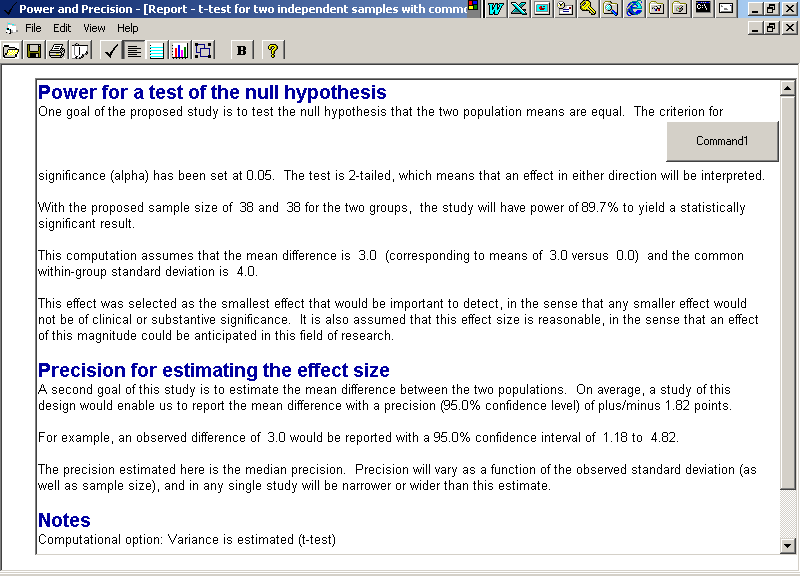 Power and Precision - [Report - t-test for two independent samples with commo
File Edit View Help
B ?
Power for a test of the null hypothesis
One goal of the proposed study is to test the null hypothesis that the two population means are equal.  The criterion for
Command1
significance (alpha) has been set at 0.05.  The test is 2-tailed, which means that an effect in either direction will be interpreted.
With the proposed sample size of  38 and  38 for the two groups,  the study will have power of 89.7% to yield a statistically
significant result.
This computation assumes that the mean difference is  3.0  (corresponding to means of  3.0 versus  0.0)  and the common
within-group standard deviation is  4.0.
This effect was selected as the smallest effect that would be important to detect, in the sense that any smaller effect would
not be of clinical or substantive significance.  It is also assumed that this effect size is reasonable, in the sense that an effect
of this magnitude could be anticipated in this field of research.
Precision for estimating the effect size
A second goal of this study is to estimate the mean difference between the two populations.  On average, a study of this
design would enable us to report the mean difference with a precision (95.0% confidence level) of plus/minus 1.82 points.
For example, an observed difference of  3.0 would be reported with a 95.0% confidence interval of  1.18 to  4.82.
The precision estimated here is the median precision.  Precision will vary as a function of the observed standard deviation (as
well as sample size), and in any single study will be narrower or wider than this estimate.
Notes
Computational option: Variance is estimated (t-test)